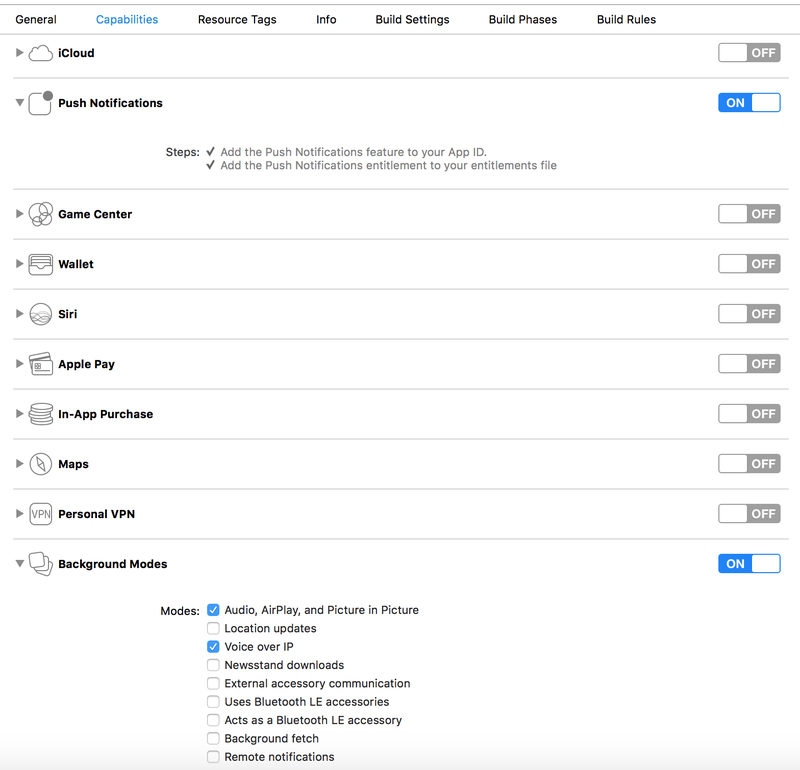 General Capabilities Resource Tags Info Build Settings Build Phases Build Rules
iCloud OFF
Push Notifications ON
Steps: ✓ Add the Push Notifications feature to your App ID.
✓ Add the Push Notifications entitlement to your entitlements file
Game Center OFF
Wallet OFF
Siri OFF
Apple Pay OFF
In-App Purchase OFF
Maps OFF
VPN Personal VPN OFF
Background Modes ON
Modes: Audio, AirPlay, and Picture in Picture
Location updates
Voice over IP
Newsstand downloads
External accessory communication
Uses Bluetooth LE accessories
Acts as a Bluetooth LE accessory
Background fetch
Remote notifications